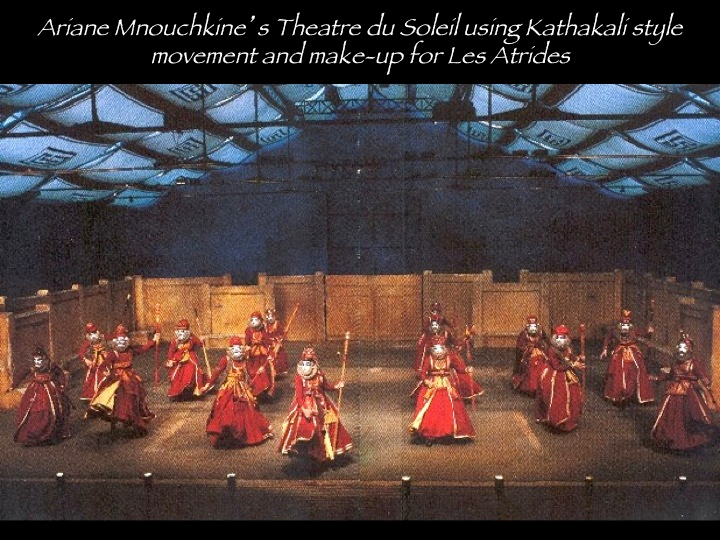 Ariane Mnouchkine’s Theatre du Soleil using Kathakali style
movement and make-up for Les Atrides